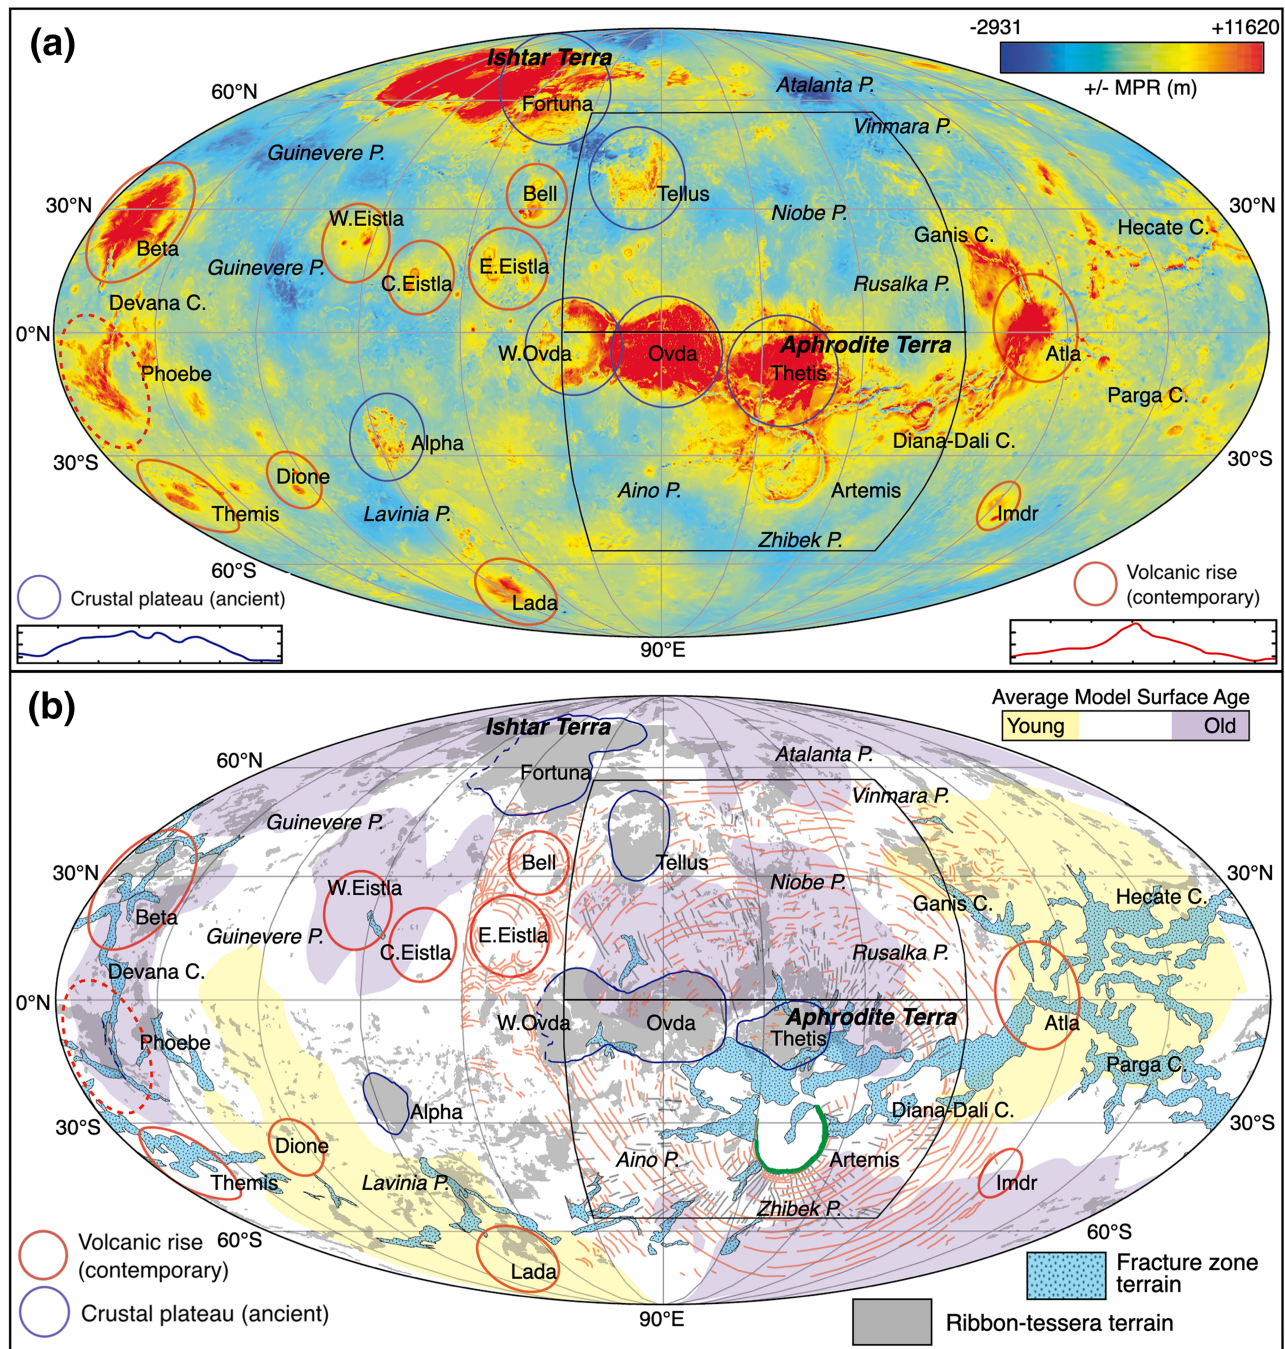 (a)
-2931 +11620
+/- MPR (m)
Ishtar Terra
60°N
Fortuna
Atalanta P.
Vinmara P.
Guinevere P.
30°N
Bell
Tellus
30°N
W.Eistla
Niobe P.
Hecate C.
Beta
Ganis C.
Guinevere P.
C.Eistla
E.Eistla
Rusalka P.
Devana C.
0°N
W.Ovda
Ovda
Aphrodite Terra
Atla
Phoebe
Thetis
Parga C.
Alpha
Diana-Dali C.
30°S
30°S
Dione
Aino P.
Artemis
Themis
Lavinia P.
Imdr
Zhibek P.
60°S
Crustal plateau (ancient)
Lada
Volcanic rise
(contemporary)
90°E
(b)
Average Model Surface Age
Young Old
Ishtar Terra
60°N
Fortuna
Atalanta P.
Vinmara P.
Guinevere P.
30°N
Bell
Tellus
30°N
W.Eistla
Niobe P.
Hecate C.
Beta
Ganis C.
Guinevere P.
C.Eistla
E.Eistla
Rusalka P.
Devana C.
0°N
W.Ovda
Ovda
Aphrodite Terra
Atla
Phoebe
Thetis
Parga C.
Alpha
Diana-Dali C.
30°S
30°S
Dione
Aino P.
Artemis
Themis
Lavinia P.
Imdr
Zhibek P.
60°S
60°S
Volcanic rise
(contemporary)
Lada
Fracture zone
terrain
Crustal plateau (ancient)
90°E
Ribbon-tessera terrain